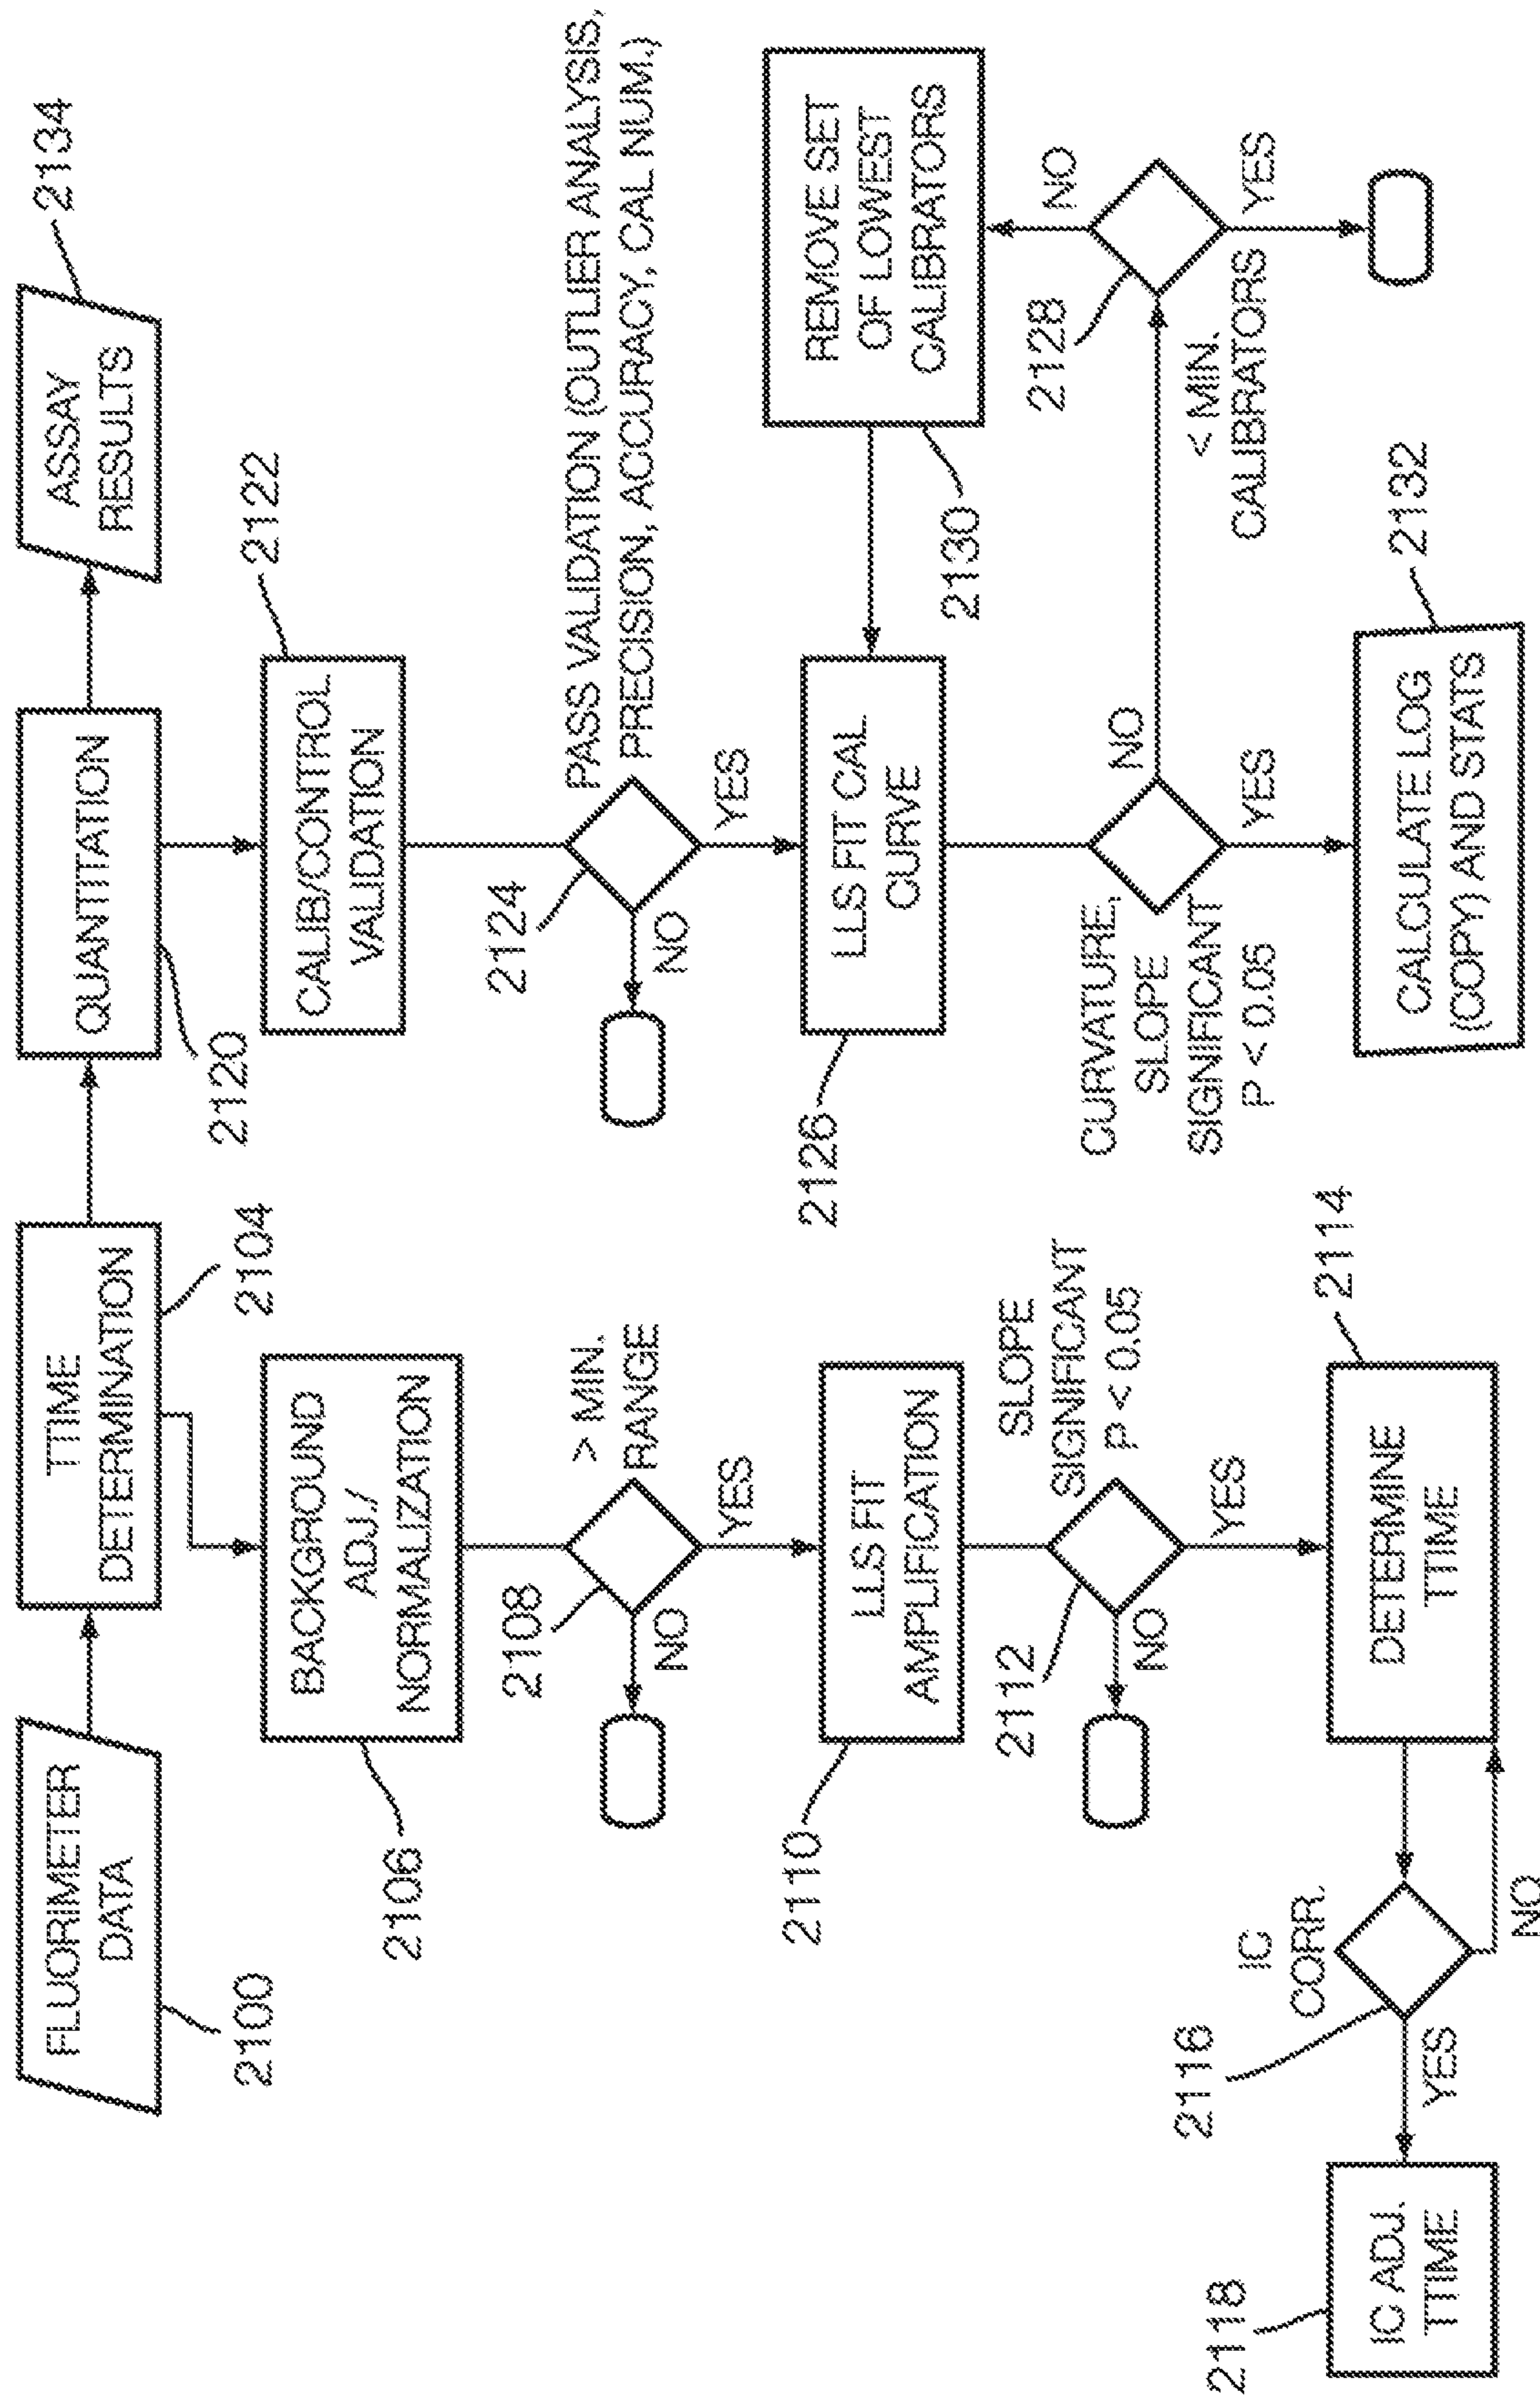 FLUORIMETER
DATA
2100
TTIME
DETERMINATION
2104
QUANTITATION
2120
ASSAY
RESULTS
2134
BACKGROUND
ADJ./
NORMALIZATION
2106
> MIN.
RANGE
2108
NO
YES
LLS FIT
AMPLIFICATION
2110
SLOPE
SIGNIFICANT
P < 0.05
2112
NO
YES
DETERMINE
TTIME
2114
IC
CORR.
2116
YES
NO
IC ADJ.
TTIME
2118
CALIB/CONTROL
VALIDATION
2122
PASS VALIDATION (OUTLIER ANALYSIS,
PRECISION, ACCURACY, CAL NUM.)
2124
NO
YES
LLS FIT CAL
CURVE
2126
REMOVE SET
OF LOWEST
CALIBRATORS
2130
CURVATURE,
SLOPE
SIGNIFICANT
P < 0.05
NO
YES
2128
NO
< MIN.
CALIBRATORS
YES
CALCULATE LOG
(COPY) AND STATS
2132